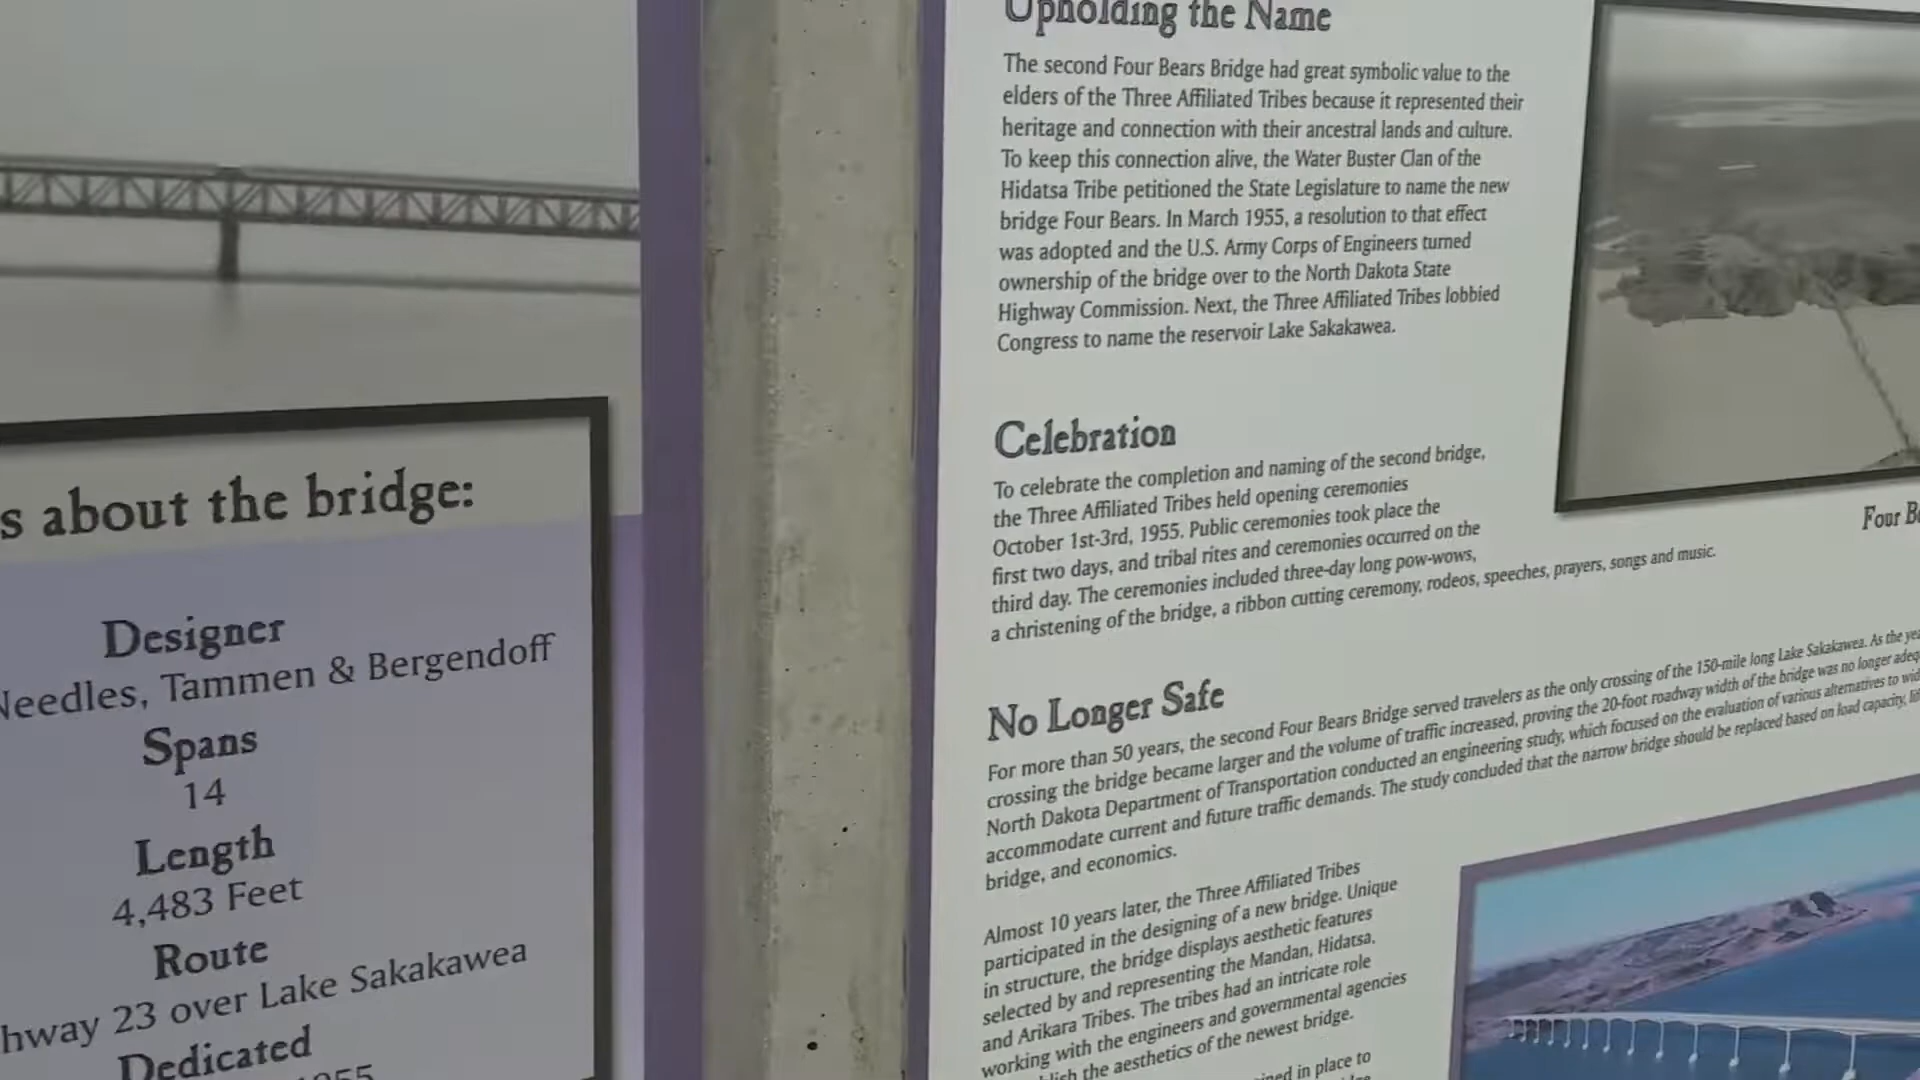 s about the bridge:
Designer
Needles, Tammen & Bergendoff
Spans
14
Length
4,483 Feet
Route
hway 23 over Lake Sakakawea
Dedicated
1955
Upholding the Name
The second Four Bears Bridge had great symbolic value to the
elders of the Three Affiliated Tribes because it represented their
heritage and connection with their ancestral lands and culture.
To keep this connection alive, the Water Buster Clan of the
Hidatsa Tribe petitioned the State Legislature to name the new
bridge Four Bears. In March 1955, a resolution to that effect
was adopted and the U.S. Army Corps of Engineers turned
ownership of the bridge over to the North Dakota State
Highway Commission. Next, the Three Affiliated Tribes lobbied
Congress to name the reservoir Lake Sakakawea.
Four Be
Celebration
To celebrate the completion and naming of the second bridge,
the Three Affiliated Tribes held opening ceremonies
October 1st-3rd, 1955. Public ceremonies took place the
first two days, and tribal rites and ceremonies occurred on the
third day. The ceremonies included three-day long pow-wows,
a christening of the bridge, a ribbon cutting ceremony, rodeos, speeches, prayers, songs and music.
No Longer Safe
For more than 50 years, the second Four Bears Bridge served travelers as the only crossing of the 150-mile long Lake Sakakawea. As the yea
crossing the bridge became larger and the volume of traffic increased, proving the 20-foot roadway width of the bridge was no longer adeq
North Dakota Department of Transportation conducted an engineering study, which focused on the evaluation of various alternatives to wid
accommodate current and future traffic demands. The study concluded that the narrow bridge should be replaced based on load capacity, lif
bridge, and economics.
Almost 10 years later, the Three Affiliated Tribes
participated in the designing of a new bridge. Unique
in structure, the bridge displays aesthetic features
selected by and representing the Mandan, Hidatsa,
and Arikara Tribes. The tribes had an intricate role
working with the engineers and governmental agencies
the aesthetics of the newest bridge.
in place to